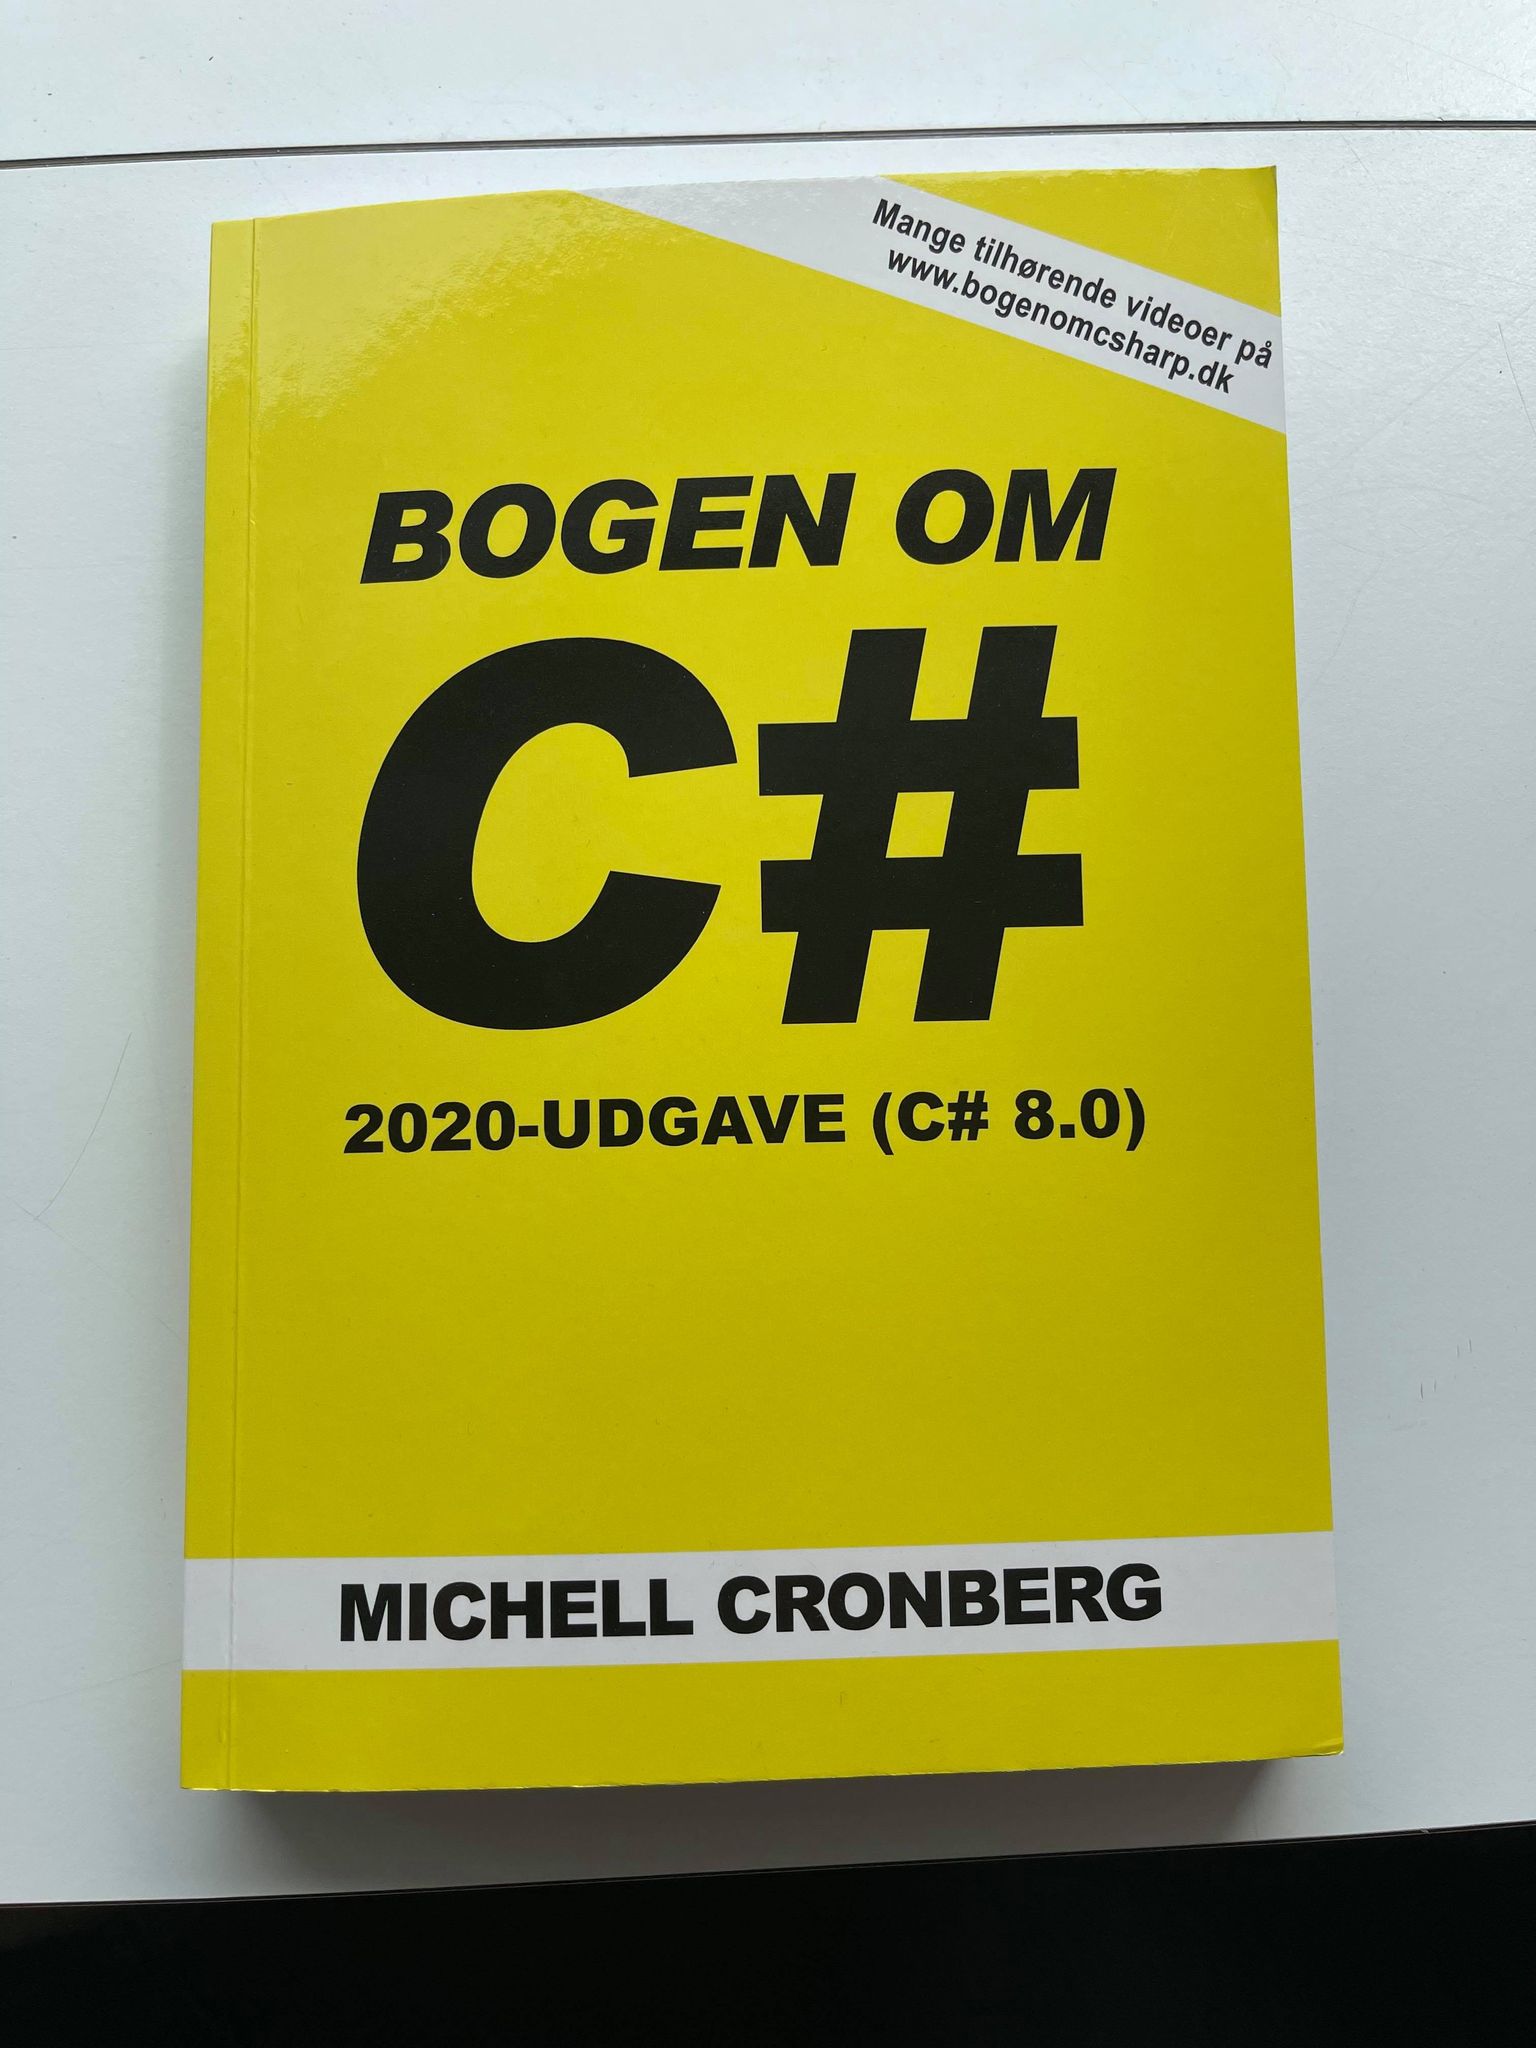 Mange tilhørende videoer på
www.bogenomcsharp.dk
BOGEN OM
C#
2020-UDGAVE (C# 8.0)
MICHELL CRONBERG